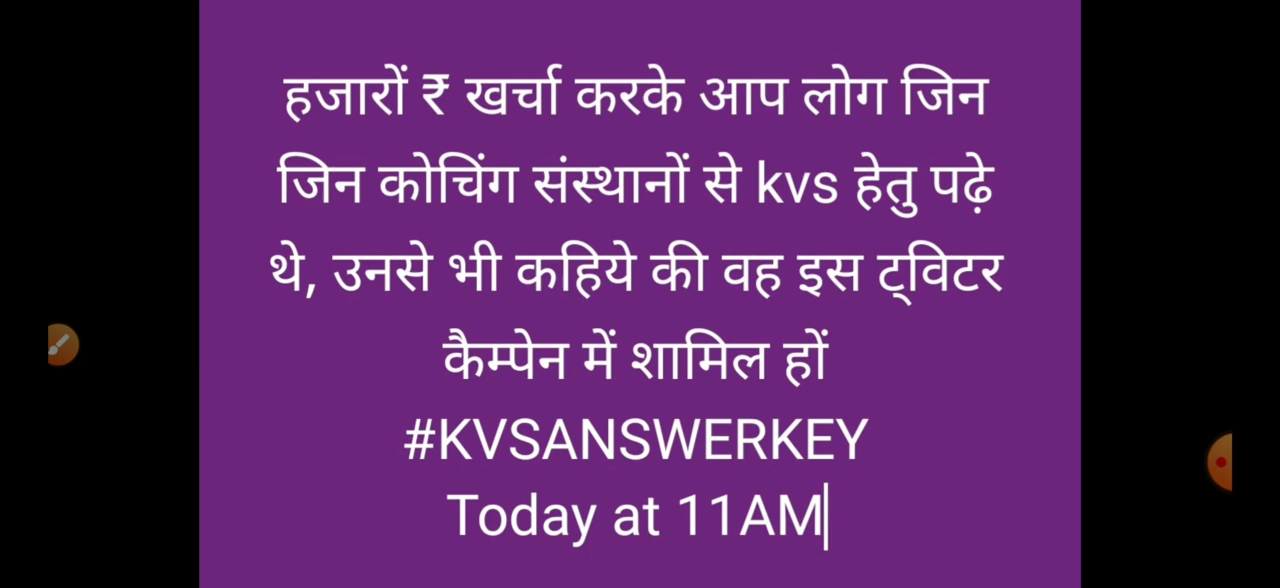 हजारों ₹ खर्चा करके आप लोग जिन
जिन कोचिंग संस्थानों से kvs हेतु पढ़े
थे, उनसे भी कहिये की वह इस ट्विटर
कैम्पेन में शामिल हों
#KVSANSWERKEY
Today at 11AM